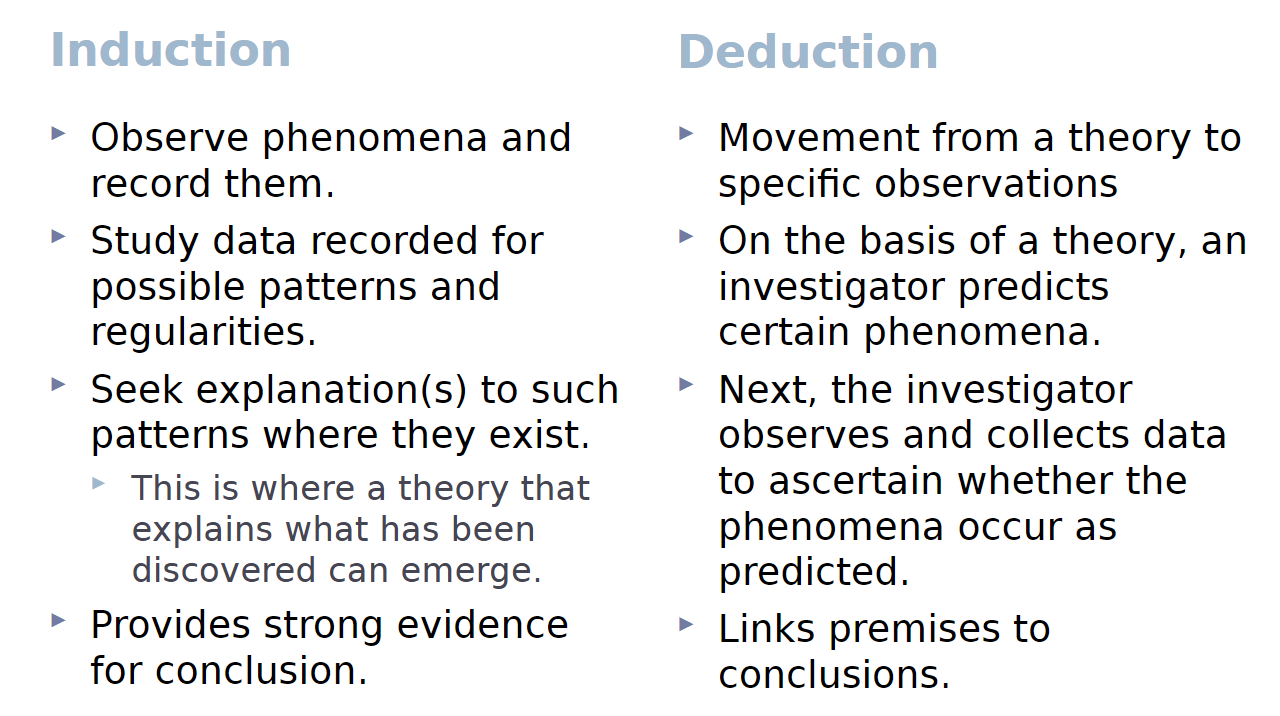 Induction
Observe phenomena and
record them.
Study data recorded for
possible patterns and
regularities.
Seek explanation(s) to such
patterns where they exist.
This is where a theory that
explains what has been
discovered can emerge.
Provides strong evidence
for conclusion.
Deduction
Movement from a theory to
specific observations
On the basis of a theory, an
investigator predicts
certain phenomena.
Next, the investigator
observes and collects data
to ascertain whether the
phenomena occur as
predicted.
Links premises to
conclusions.